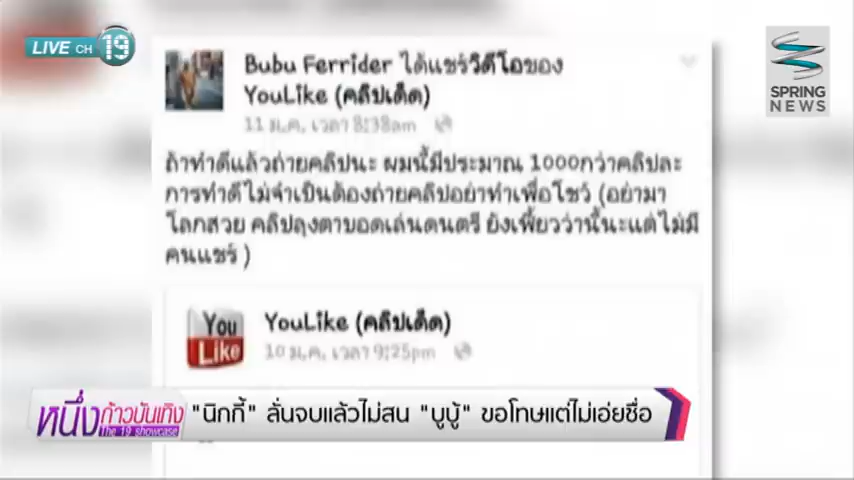 LIVE CH 19
SPRING
NEWS
Bubu Ferrider ได้แชร์วิดีโอของ
YouLike (คลิปเด็ด)
11 ม.ค. เวลา 8:38am
ถ้าทำดีแล้วถ่ายคลิปนะ ผมนี้มีประมาณ 1000กว่าคลิปละ
การทำดีไม่จำเป็นต้องถ่ายคลิปอย่าทำเพื่อโชว์ (อย่ามา
โลกสวย คลิปลุงตาบอดเล่นดนตรี ยังเพี้ยวว่านี้นะแต่ไม่มี
คนแชร์ )
You
Like
YouLike (คลิปเด็ด)
10 ม.ค. เวลา 9:25pm
หนึ่งก้าวบันเทิง
The 19 showcase
"นิกกี้" ลั่นจบแล้วไม่สน "บูบู้" ขอโทษแต่ไม่เอ่ยชื่อ